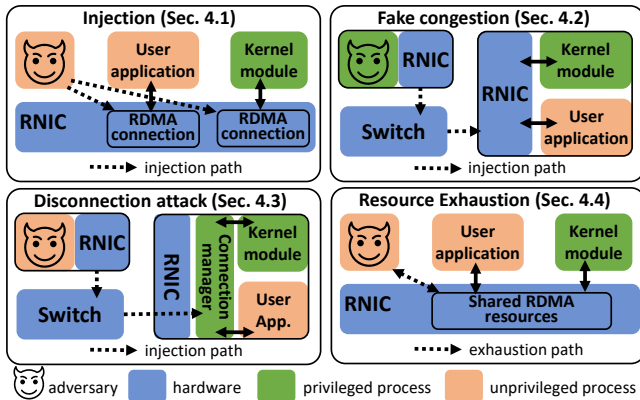 Injection (Sec. 4.1)
User
application
Kernel
module
RNIC
RDMA
connection
RDMA
connection
injection path
Fake congestion (Sec. 4.2)
RNIC
Switch
RNIC
Kernel
module
User
application
injection path
Disconnection attack (Sec. 4.3)
RNIC
Switch
RNIC
Connection
manager
Kernel
module
User
App.
injection path
Resource Exhaustion (Sec. 4.4)
User
application
Kernel
module
RNIC
Shared RDMA
resources
exhaustion path
adversary
hardware
privileged process
unprivileged process